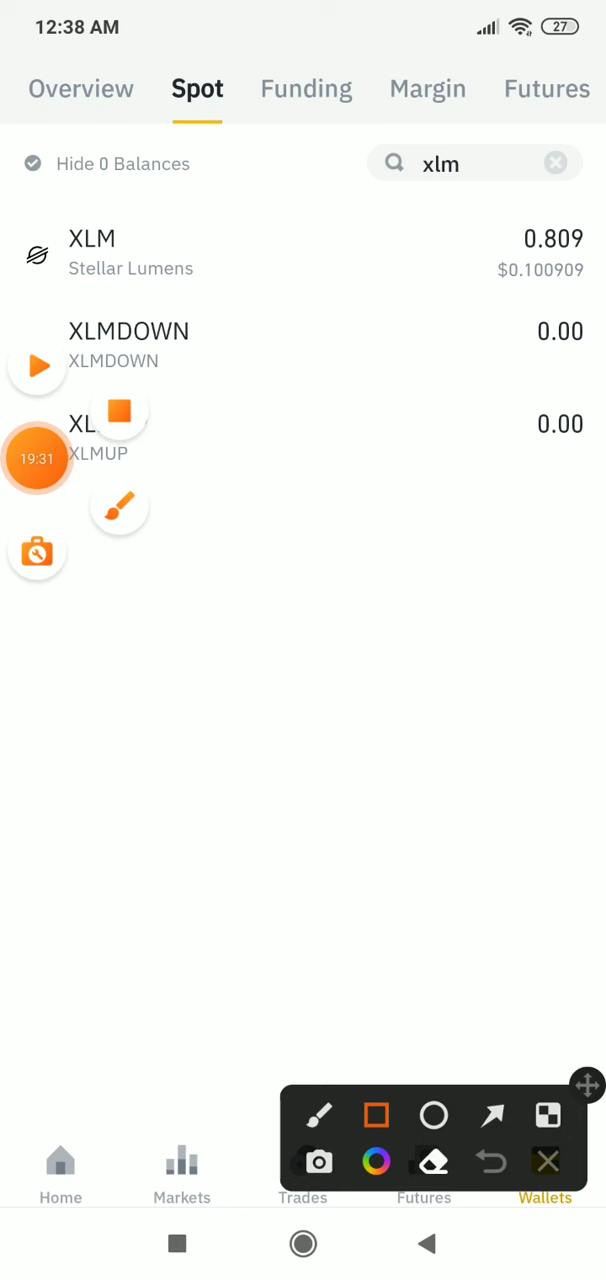 12:38 AM
27
Overview Spot Funding Margin Futures
Hide 0 Balances
xlm
XLM
0.809
Stellar Lumens
$0.100909
XLMDOWN
0.00
XLMDOWN
XL
0.00
19:31
XLMUP
Home Markets Trades Futures Wallets